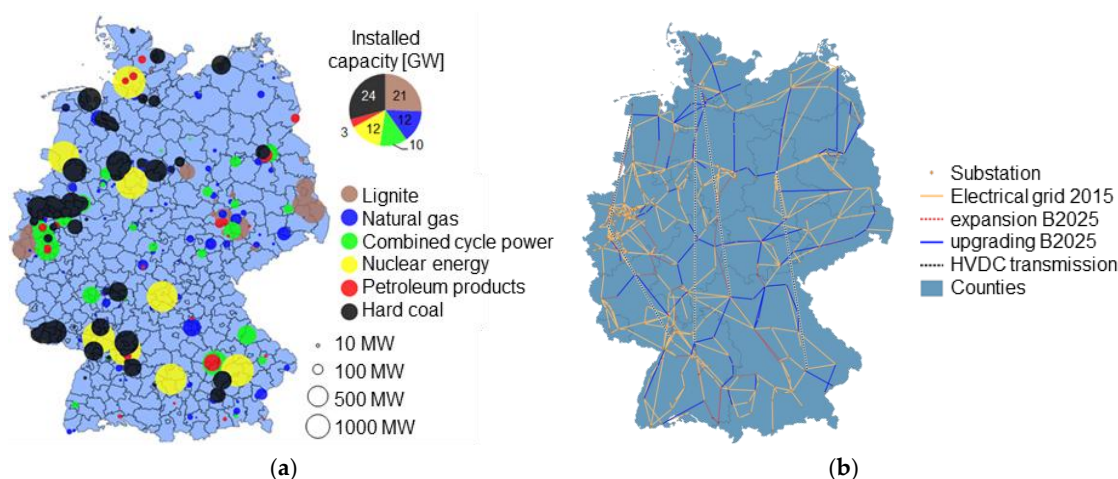 Installed
capacity [GW]
24
21
3
12
12
10
Lignite
Natural gas
Combined cycle power
Nuclear energy
Petroleum products
Hard coal
10 MW
100 MW
500 MW
1000 MW
(a)
Substation
Electrical grid 2015
expansion B2025
upgrading B2025
HVDC transmission
Counties
(b)